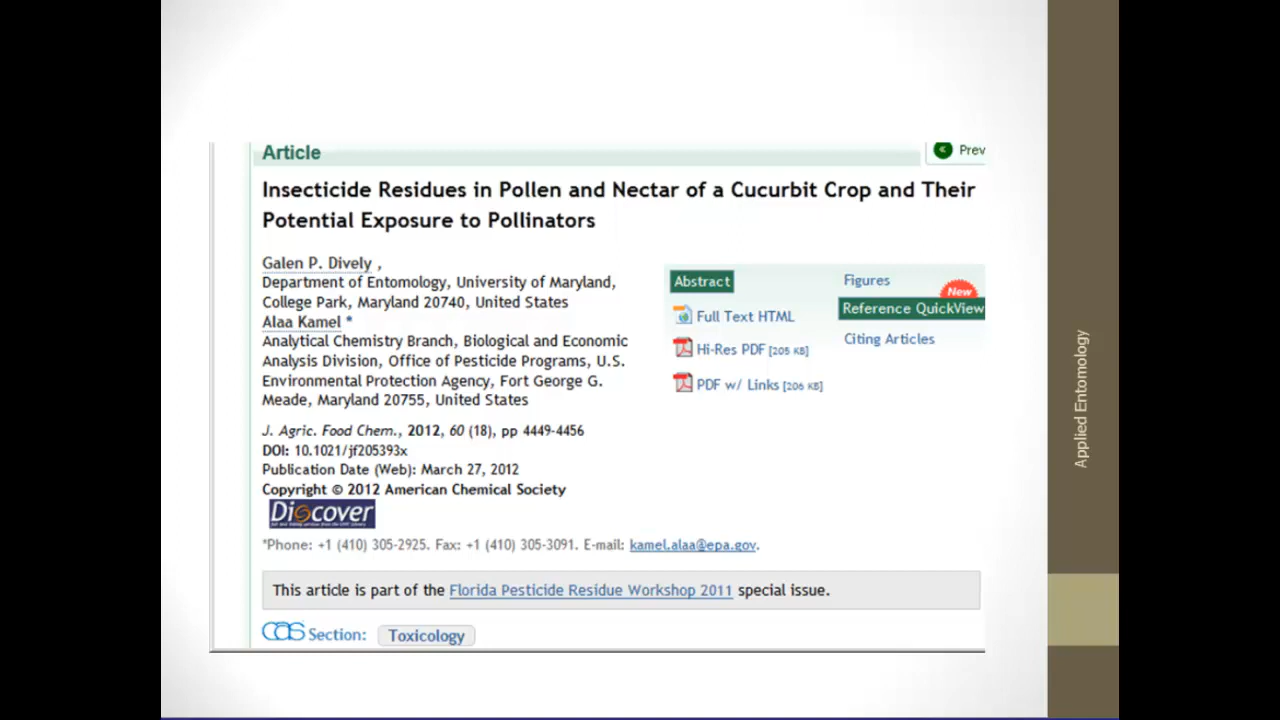 Article
Prev
Insecticide Residues in Pollen and Nectar of a Cucurbit Crop and Their
Potential Exposure to Pollinators
Galen P. Dively ,
Department of Entomology, University of Maryland,
College Park, Maryland 20740, United States
Alaa Kamel *
Analytical Chemistry Branch, Biological and Economic
Analysis Division, Office of Pesticide Programs, U.S.
Environmental Protection Agency, Fort George G.
Meade, Maryland 20755, United States
J. Agric. Food Chem., 2012, 60 (18), pp 4449-4456
DOI: 10.1021/jf205393x
Publication Date (Web): March 27, 2012
Copyright © 2012 American Chemical Society
Discover
*Phone: +1 (410) 305-2925. Fax: +1 (410) 305-3091. E-mail: kamel.alaa@epa.gov.
Abstract
Full Text HTML
Hi-Res PDF [205 KB]
PDF w/ Links [206 KB]
Figures
New
Reference QuickView
Citing Articles
This article is part of the Florida Pesticide Residue Workshop 2011 special issue.
CAS Section: Toxicology
Applied Entomology